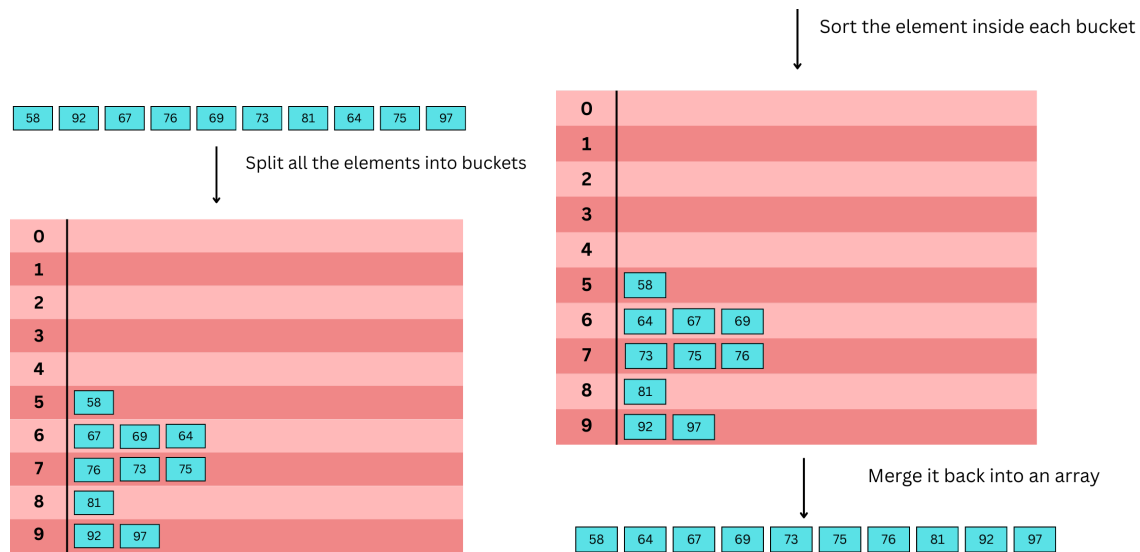 58 92 67 76 69 73 81 64 75 97
Split all the elements into buckets
0
1
2
3
4
5 58
6 67 69 64
7 76 73 75
8 81
9 92 97
Sort the element inside each bucket
0
1
2
3
4
5 58
6 64 67 69
7 73 75 76
8 81
9 92 97
Merge it back into an array
58 64 67 69 73 75 76 81 92 97